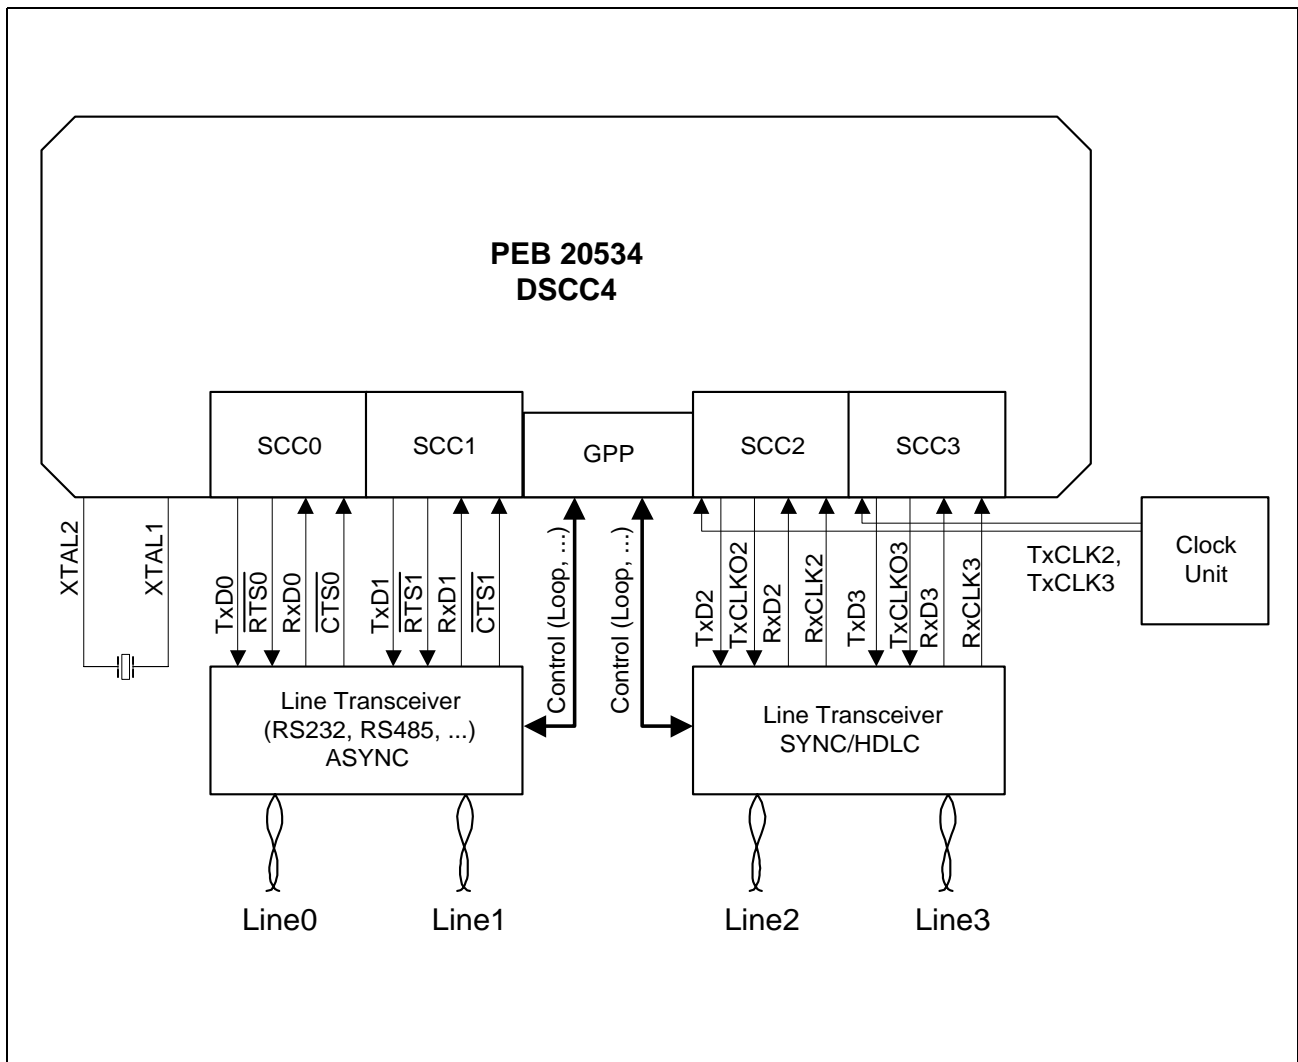 PEB 20534
DSCC4
SCC0
SCC1
GPP
SCC2
SCC3
XTAL2
XTAL1
TxD0
RTS0
RxD0
CTS0
TxD1
RTS1
RxD1
CTS1
Control (Loop, ...)
Control (Loop, ...)
TxD2
TxCLKO2
RxD2
RxCLK2
TxD3
TxCLKO3
RxD3
RxCLK3
TxCLK2,
TxCLK3
Clock
Unit
Line Transceiver
(RS232, RS485, ...)
ASYNC
Line Transceiver
SYNC/HDLC
Line0
Line1
Line2
Line3